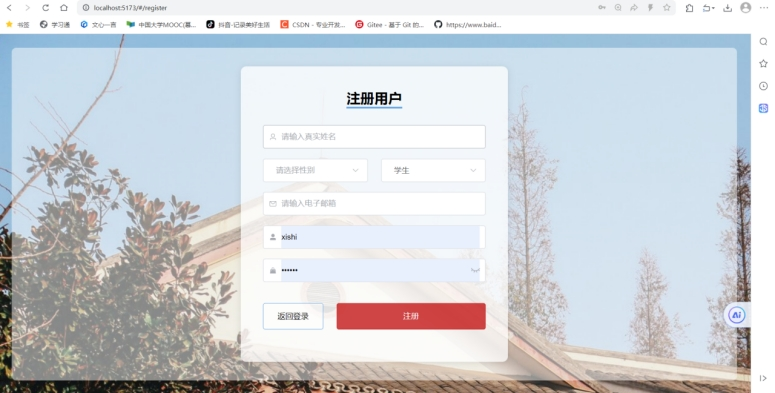 localhost:5173/#/register
书签 学习通 文心一言 中国大学MOOC(慕... 抖音-记录美好生活 CSDN - 专业开发... Gitee - 基于 Git 的... https://www.baid...
注册用户
请输入真实姓名
请选择性别 学生
请输入电子邮箱
xishi
••••••
返回登录 注册
Ai